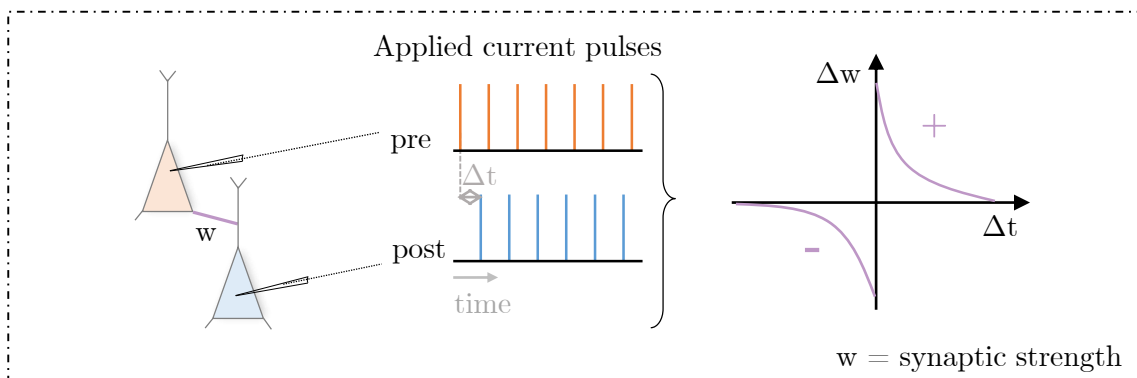 Applied current pulses
pre
Δt
post
time
w
Δw
+
-
Δt
w = synaptic strength